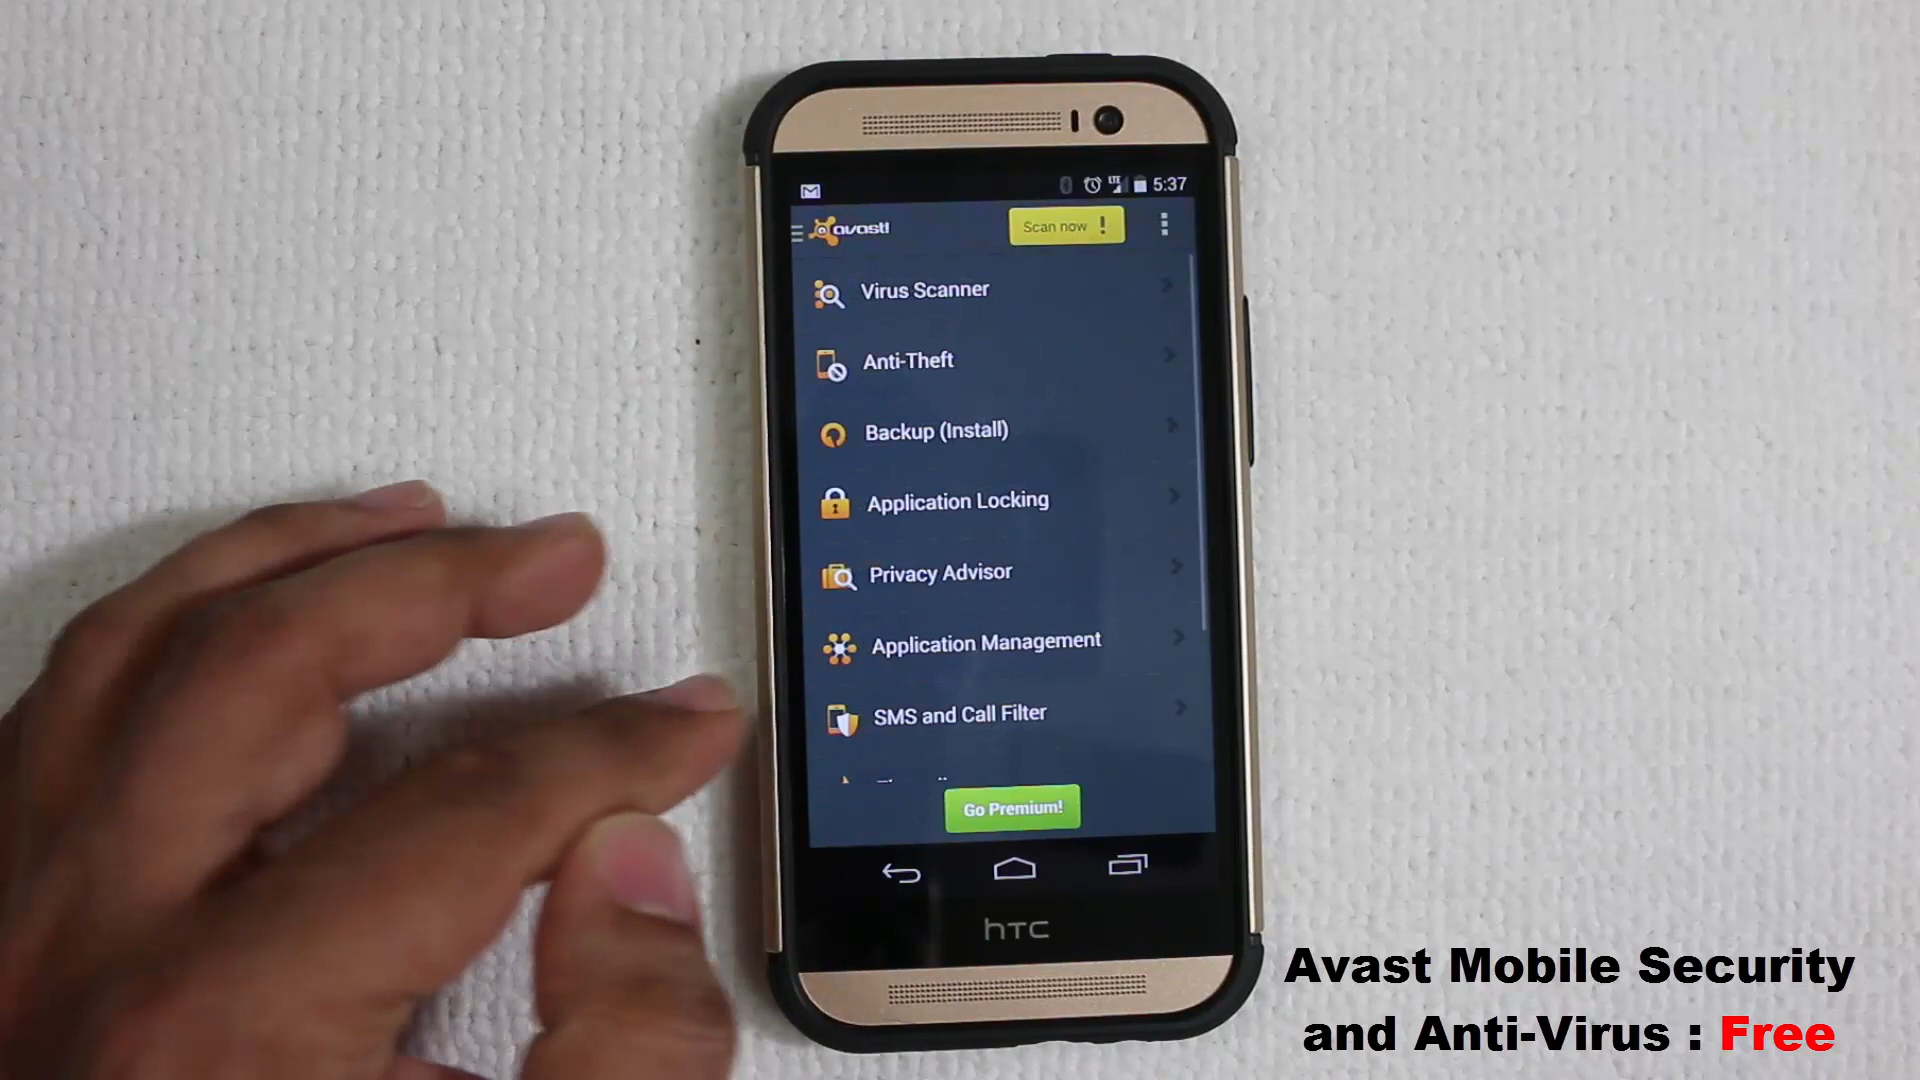 LTE 5:37
avast!
Scan now !
Virus Scanner
Anti-Theft
Backup (Install)
Application Locking
Privacy Advisor
Application Management
SMS and Call Filter
Go Premium!
hTC
Avast Mobile Security
and Anti-Virus : Free